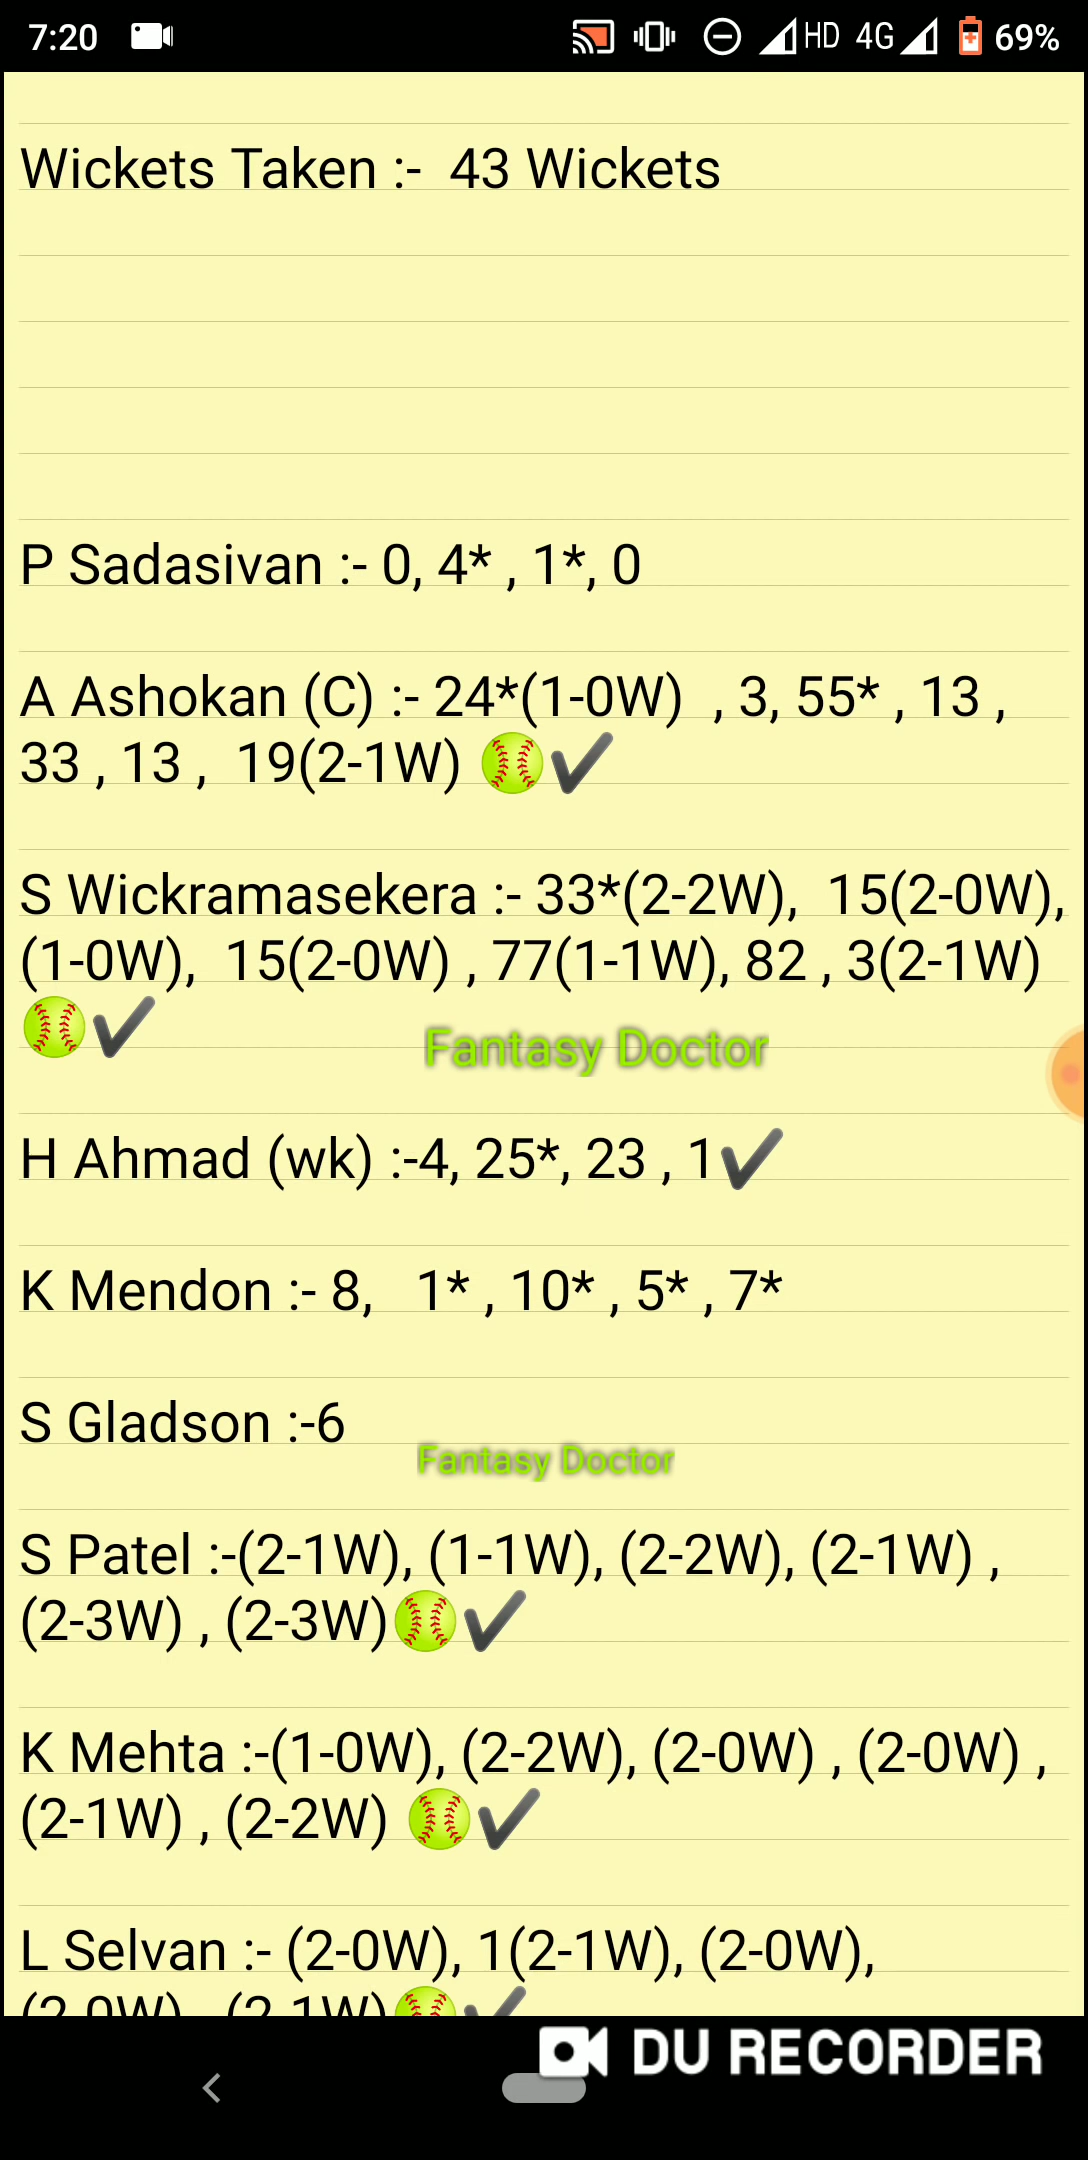 7:20 HD 4G 69%
Wickets Taken :-  43 Wickets
P Sadasivan :- 0, 4* , 1*, 0
A Ashokan (C) :- 24*(1-0W)  , 3, 55* , 13 ,
33 , 13 ,  19(2-1W) 🥎✔
S Wickramasekera :- 33*(2-2W),  15(2-0W),
(1-0W),  15(2-0W) , 77(1-1W), 82 , 3(2-1W)
🥎✔
Fantasy Doctor
H Ahmad (wk) :-4, 25*, 23 , 1✔
K Mendon :- 8,   1* , 10* , 5* , 7*
S Gladson :-6
Fantasy Doctor
S Patel :-(2-1W), (1-1W), (2-2W), (2-1W) ,
(2-3W) , (2-3W)🥎✔
K Mehta :-(1-0W), (2-2W), (2-0W) , (2-0W) ,
(2-1W) , (2-2W) 🥎✔
L Selvan :- (2-0W), 1(2-1W), (2-0W),
(2-0W) , (2-1W)🥎✔
DU RECORDER